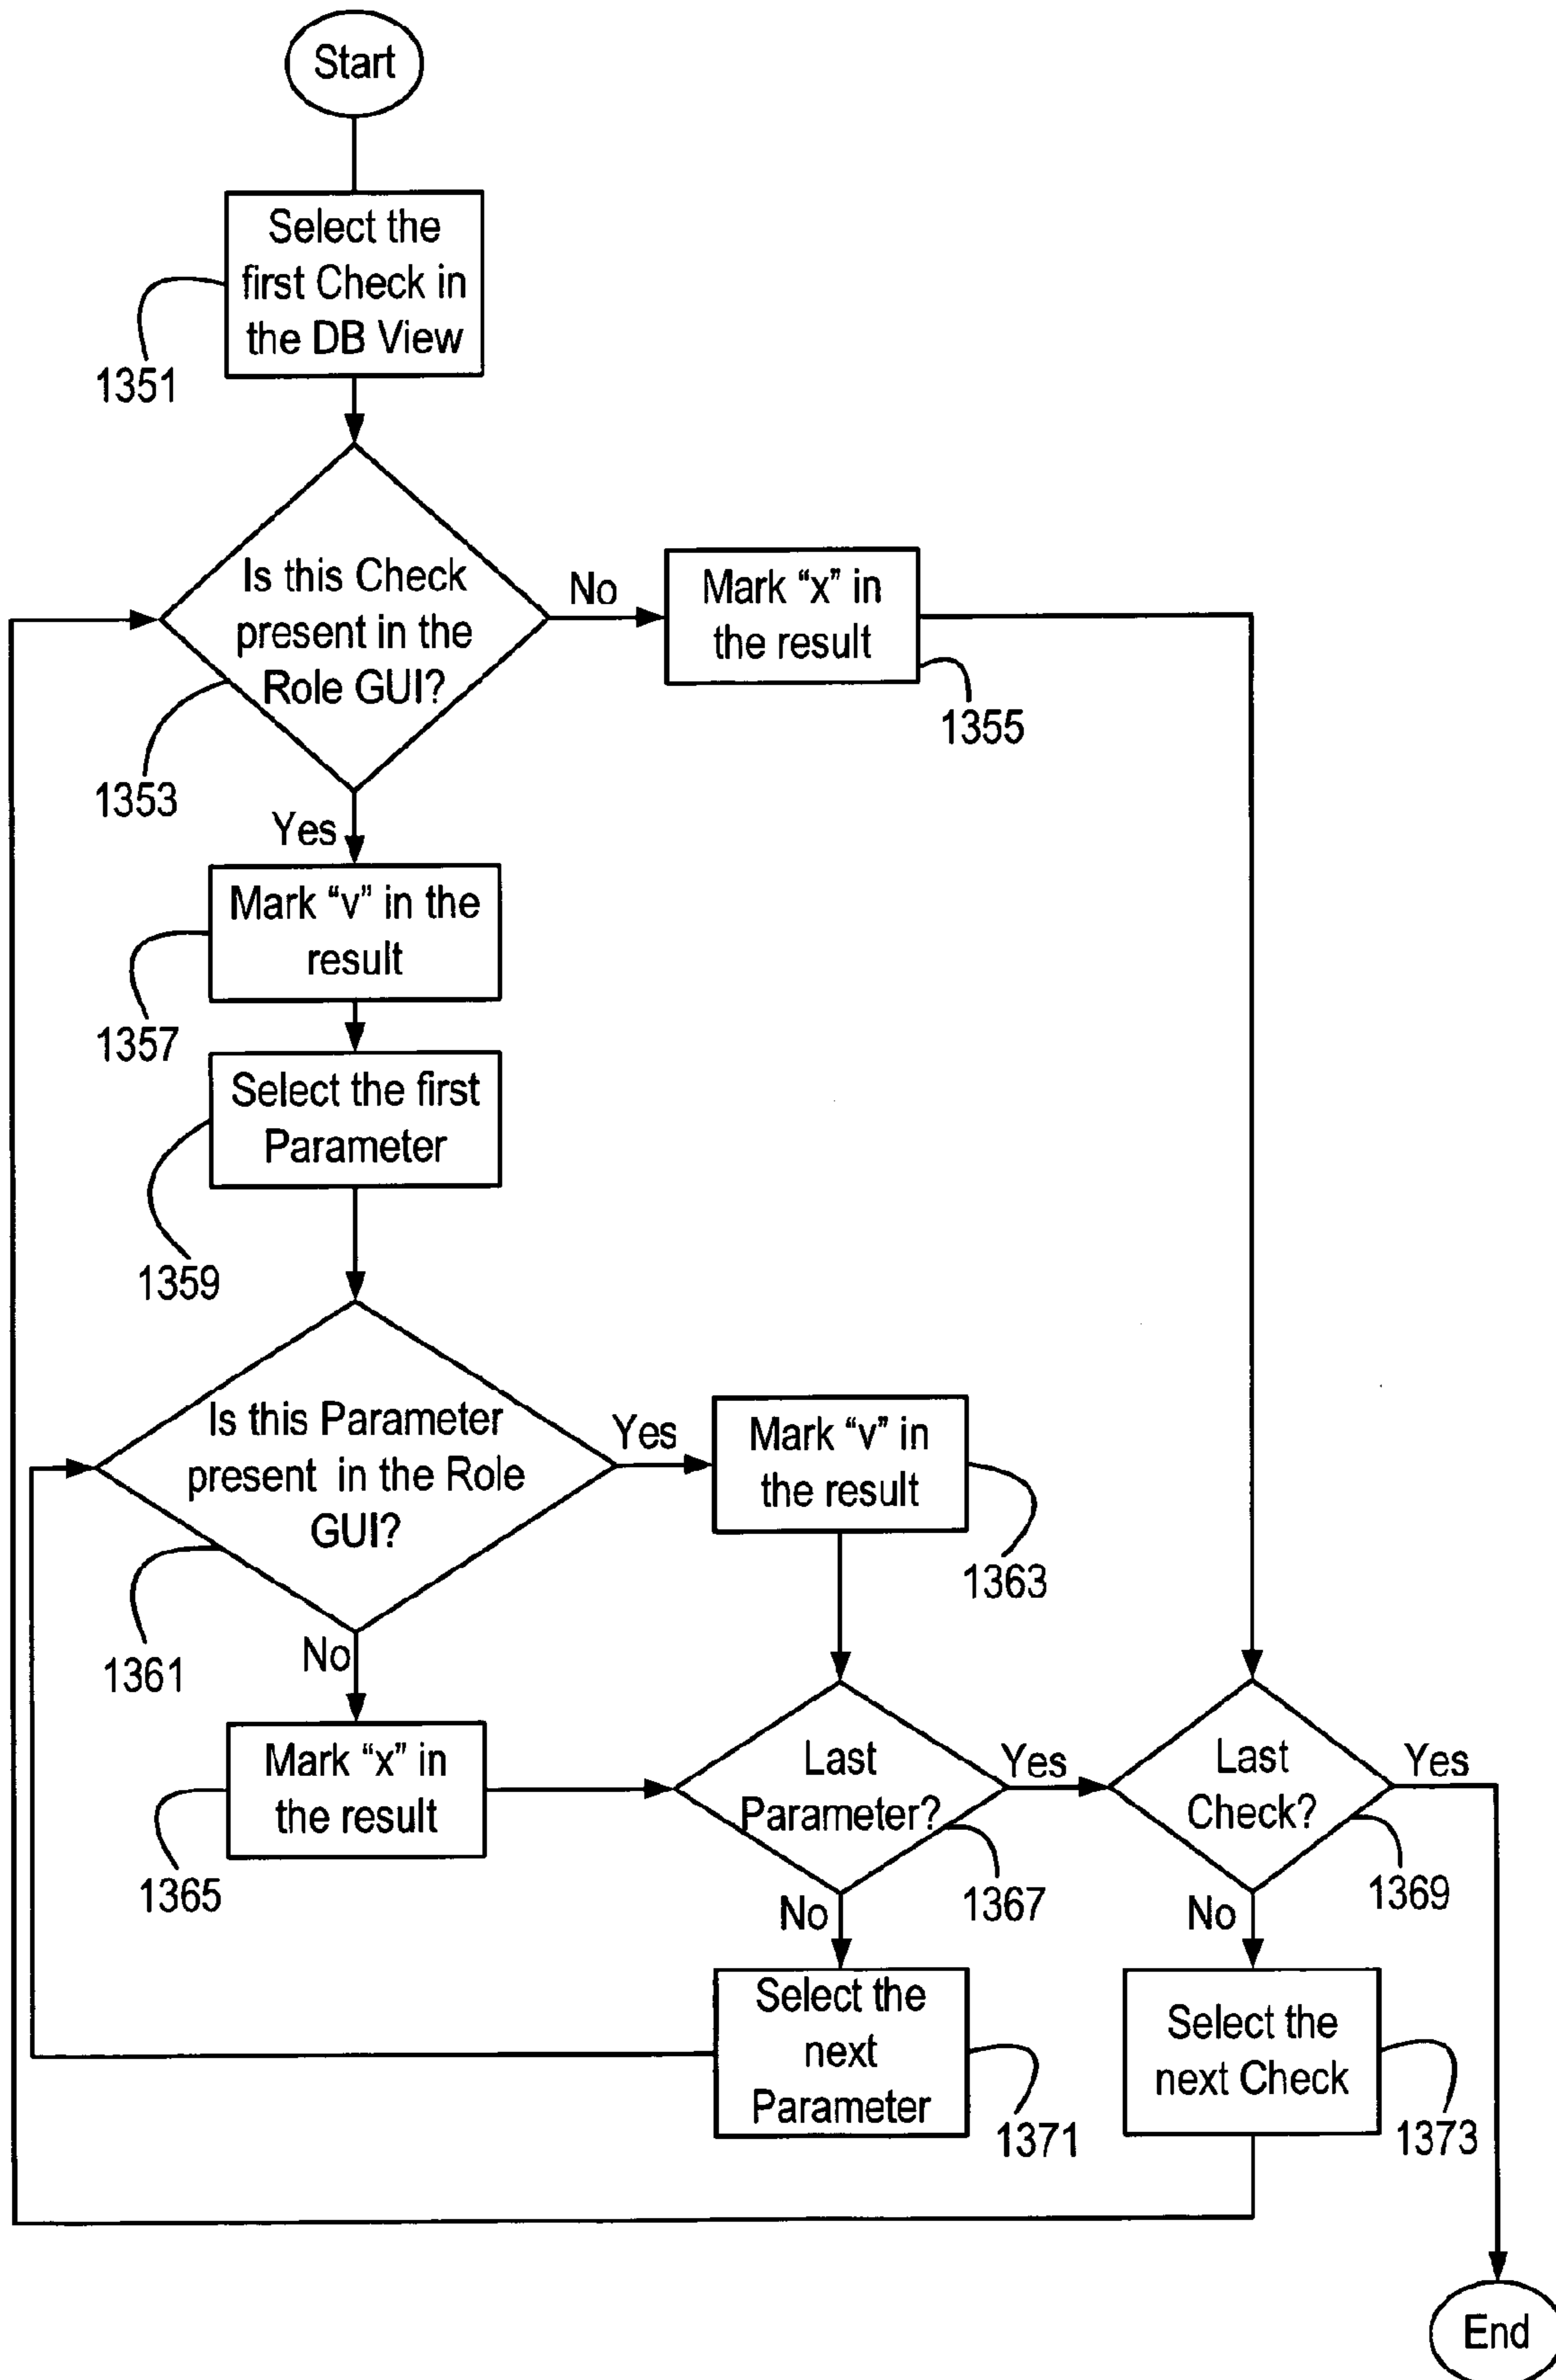 Start
Select the
first Check in
the DB View
1351
Is this Check
present in the
Role GUI?
1353
No
Mark “x” in
the result
1355
Yes
Mark “v” in the
result
1357
Select the first
Parameter
1359
Is this Parameter
present in the Role
GUI?
1361
Yes
Mark “v” in
the result
1363
No
Mark “x” in
the result
1365
Last
Parameter?
1367
Yes
Last
Check?
1369
Yes
No
Select the
next
Parameter
1371
No
Select the
next Check
1373
End